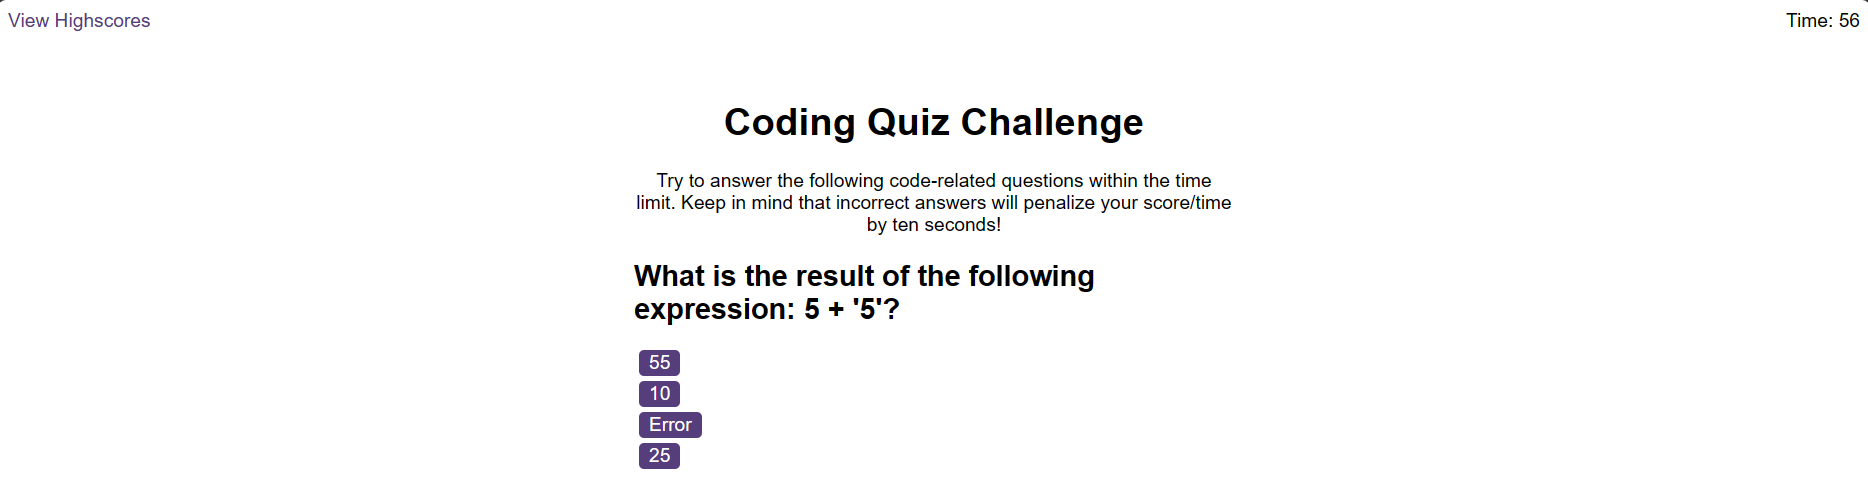 View Highscores
Time: 56
Coding Quiz Challenge
Try to answer the following code-related questions within the time
limit. Keep in mind that incorrect answers will penalize your score/time
by ten seconds!
What is the result of the following
expression: 5 + '5'?
55
10
Error
25